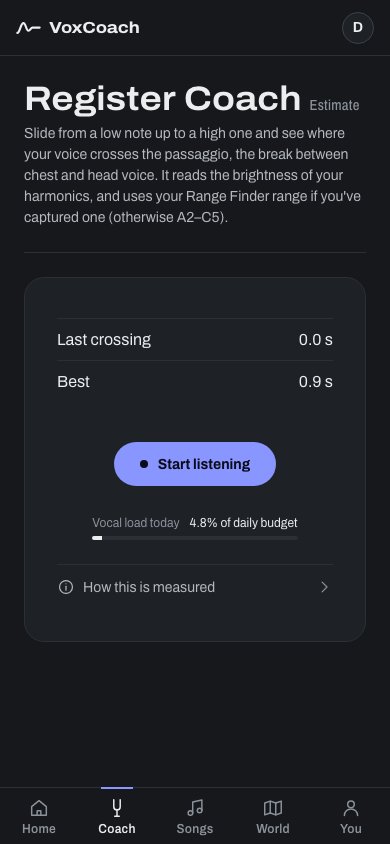 VoxCoach
D
Register Coach Estimate
Slide from a low note up to a high one and see where
your voice crosses the passaggio, the break between
chest and head voice. It reads the brightness of your
harmonics, and uses your Range Finder range if you've
captured one (otherwise A2–C5).
Last crossing 0.0 s
Best 0.9 s
Start listening
Vocal load today 4.8% of daily budget
How this is measured
Home Coach Songs World You